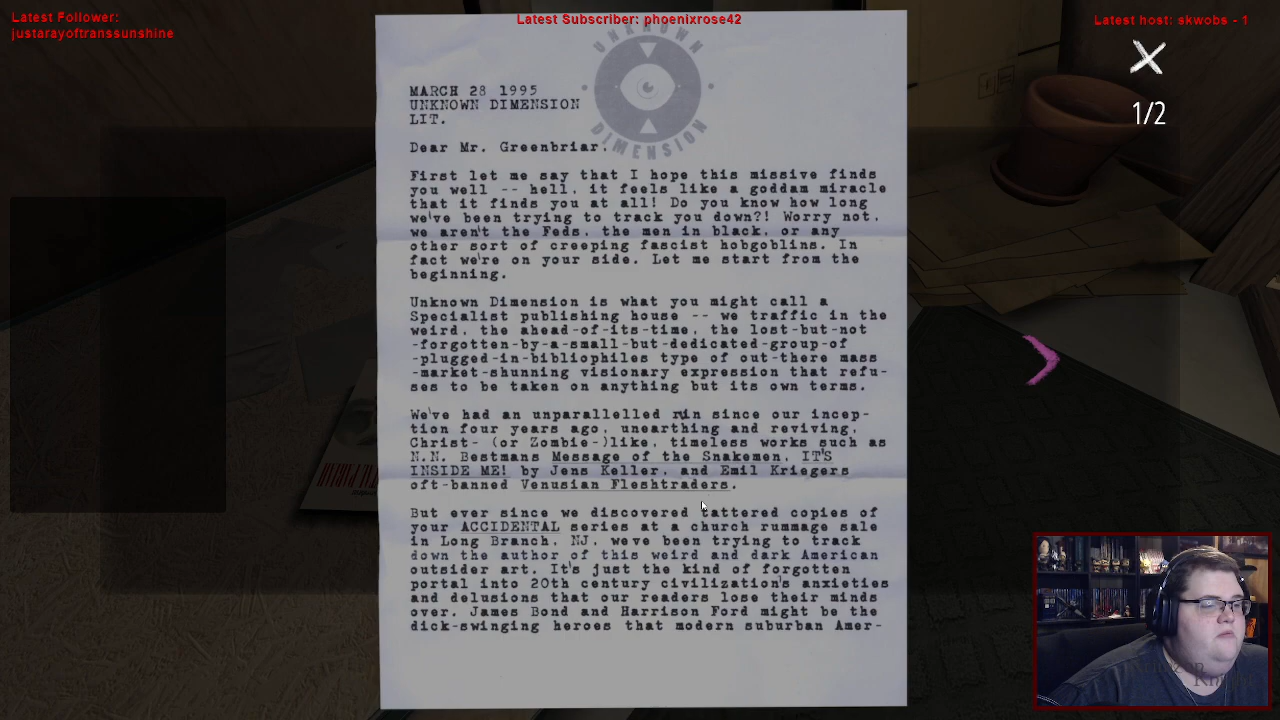 Latest Follower:
justarayoftranssunshine
Latest Subscriber: phoenixrose42
Latest host: skwobs - 1
1/2
UNKNOWN
DIMENSION
MARCH 28 1995
UNKNOWN DIMENSION
LIT.
Dear Mr. Greenbriar.
First let me say that I hope this missive finds
you well -- hell, it feels like a goddam miracle
that it finds you at all! Do you know how long
we've been trying to track you down?! Worry not,
we aren't the Feds, the men in black, or any
other sort of creeping fascist hobgoblins. In
fact we're on your side. Let me start from the
beginning.
Unknown Dimension is what you might call a
Specialist publishing house -- we traffic in the
weird, the ahead-of-its-time, the lost-but-not
-forgotten-by-a-small-but-dedicated-group-of
-plugged-in-bibliophiles type of out-there mass
-market-shunning visionary expression that refu-
ses to be taken on anything but its own terms.
We've had an unparallelled run since our incep-
tion four years ago, unearthing and reviving,
Christ- (or Zombie-)like, timeless works such as
N.N. Bestmans Message of the Snakemen, IT'S
INSIDE ME! by Jens Keller, and Emil Kriegers
oft-banned Venusian Fleshtraders.
But ever since we discovered tattered copies of
your ACCIDENTAL series at a church rummage sale
in Long Branch, NJ, we've been trying to track
down the author of this weird and dark American
outsider art. It's just the kind of forgotten
portal into 20th century civilization's anxieties
and delusions that our readers lose their minds
over. James Bond and Harrison Ford might be the
dick-swinging heroes that modern suburban Amer-